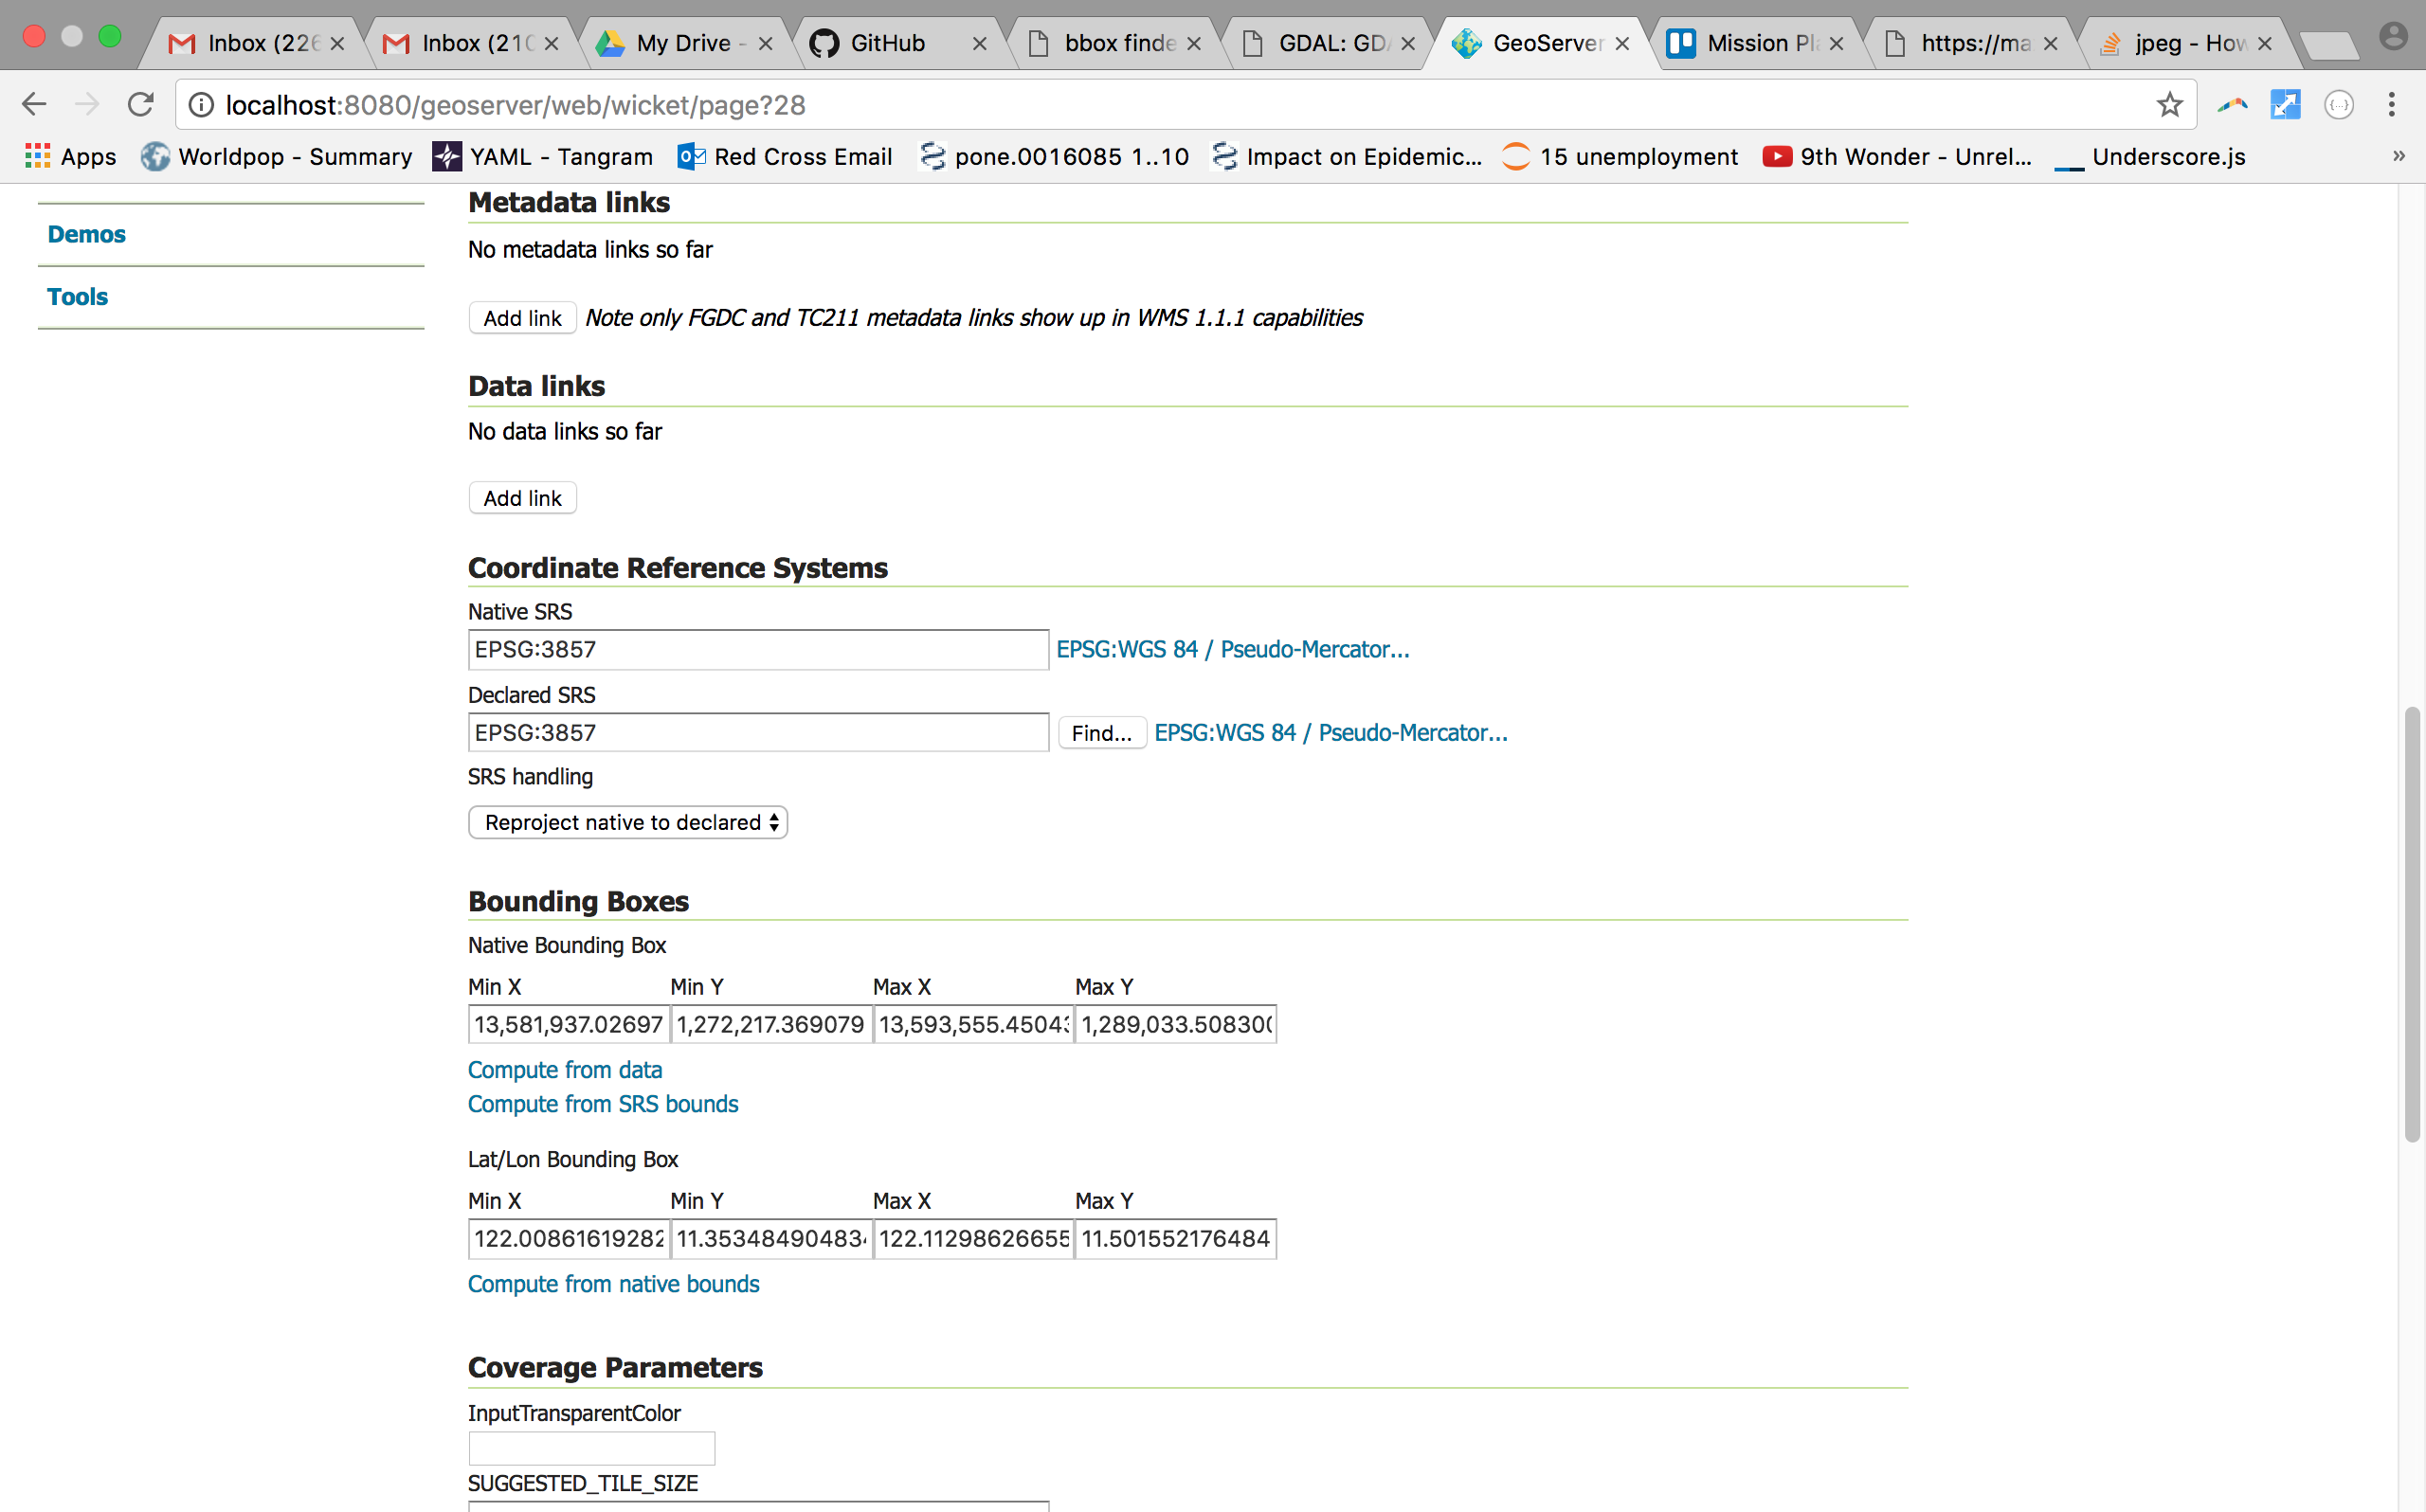 Inbox (226 Inbox (210 My Drive - GitHub bbox finde GDAL: GDA GeoServer Mission Pla https://ma jpeg - How
localhost:8080/geoserver/web/wicket/page?28
Apps Worldpop - Summary YAML - Tangram Red Cross Email pone.0016085 1..10 Impact on Epidemic... 15 unemployment 9th Wonder - Unrel... Underscore.js »
Demos
Tools
Metadata links
No metadata links so far
Add link Note only FGDC and TC211 metadata links show up in WMS 1.1.1 capabilities
Data links
No data links so far
Add link
Coordinate Reference Systems
Native SRS
EPSG:3857 EPSG:WGS 84 / Pseudo-Mercator...
Declared SRS
EPSG:3857 Find... EPSG:WGS 84 / Pseudo-Mercator...
SRS handling
Reproject native to declared
Bounding Boxes
Native Bounding Box
Min X Min Y Max X Max Y
13,581,937.02697 1,272,217.369079 13,593,555.45043 1,289,033.508300
Compute from data
Compute from SRS bounds
Lat/Lon Bounding Box
Min X Min Y Max X Max Y
122.00861619282 11.353484904834 122.11298626655 11.501552176484
Compute from native bounds
Coverage Parameters
InputTransparentColor
SUGGESTED_TILE_SIZE